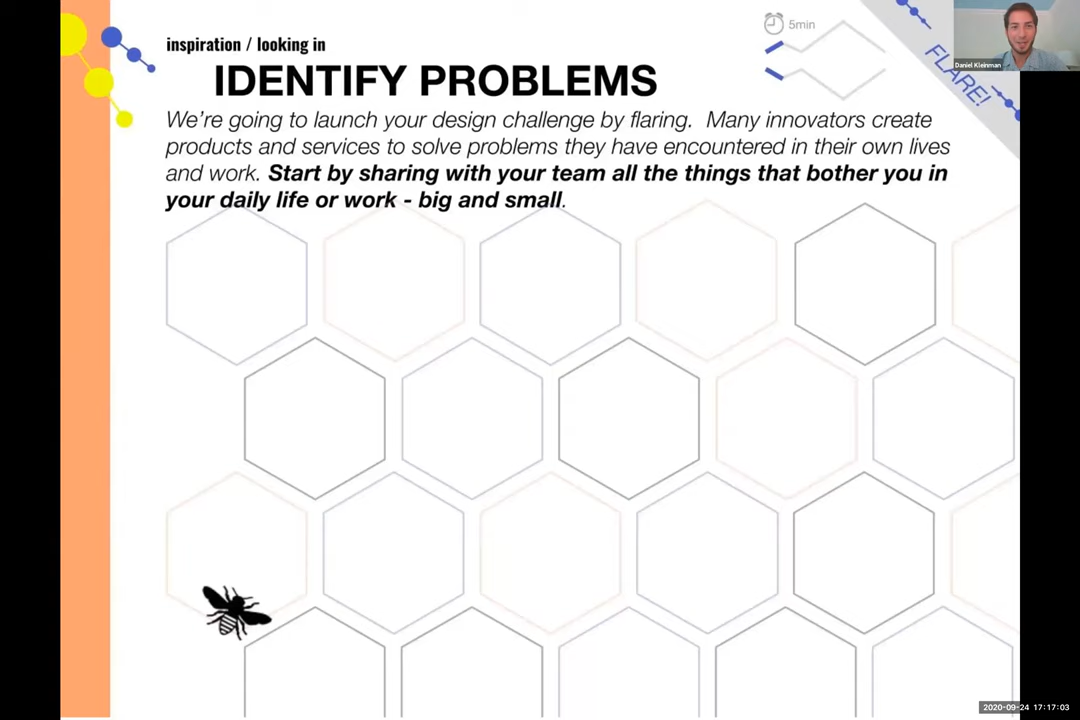 inspiration / looking in
5min
IDENTIFY PROBLEMS
FLARE!
Daniel Kleinman
We're going to launch your design challenge by flaring.  Many innovators create
products and services to solve problems they have encountered in their own lives
and work. Start by sharing with your team all the things that bother you in
your daily life or work - big and small.
2020-09-24 17:17:03